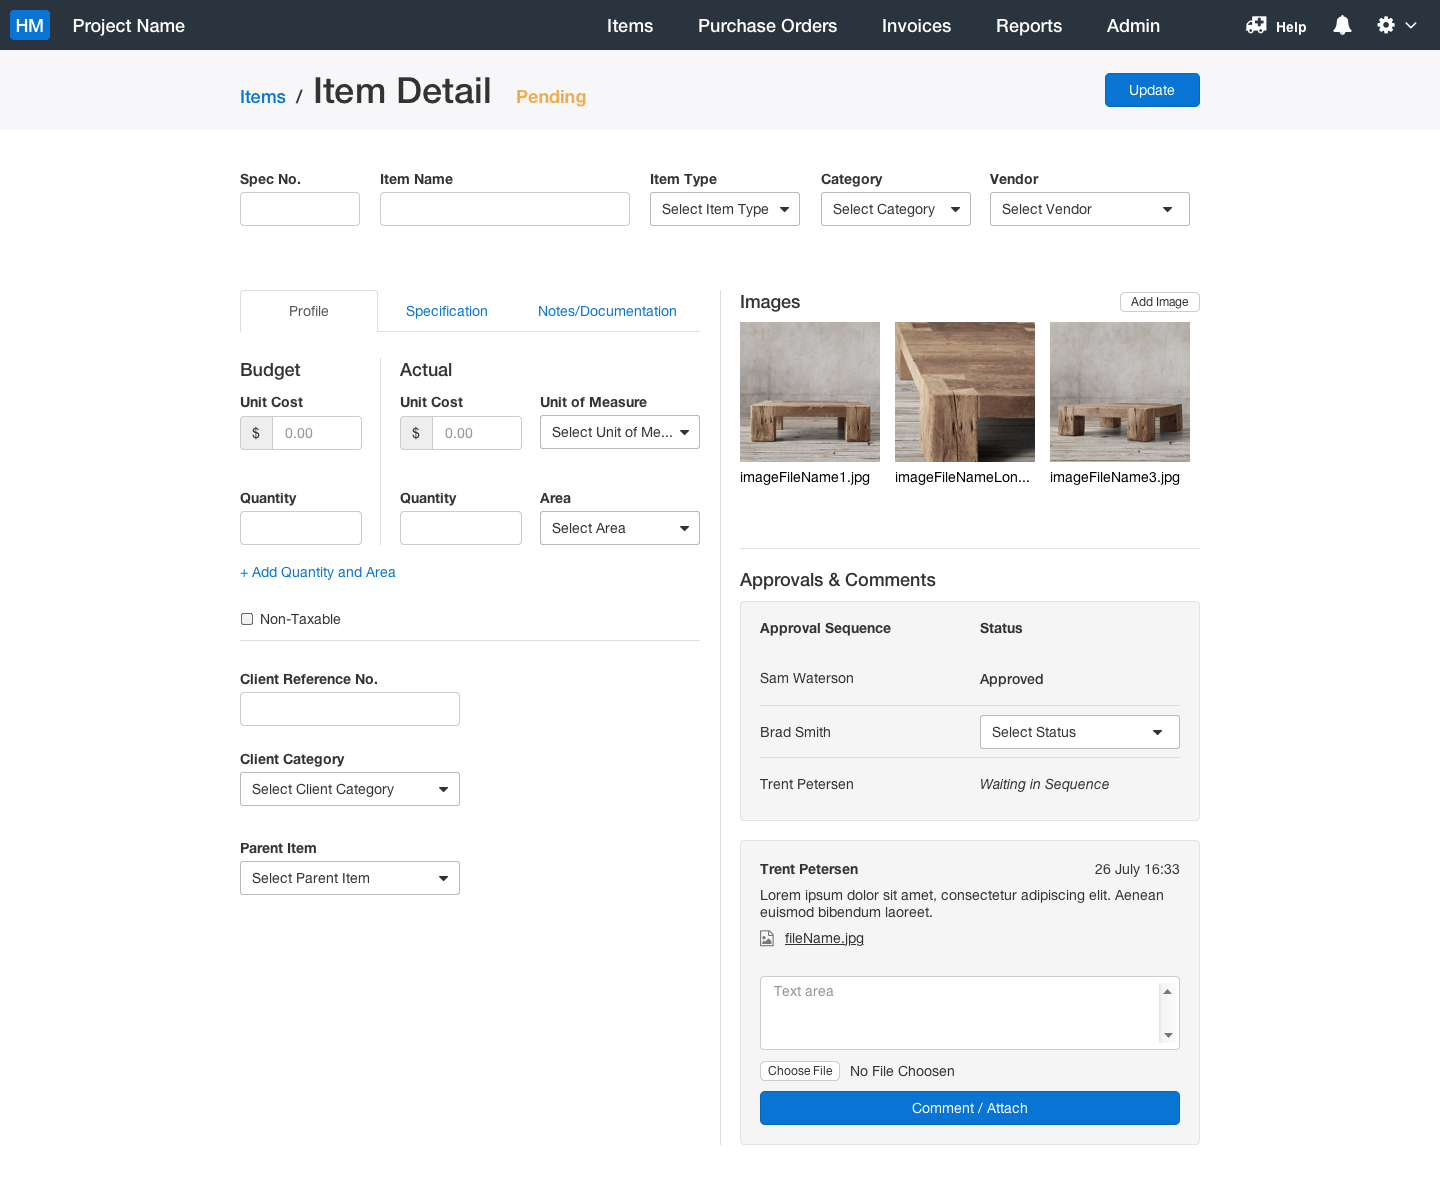 HM
Project Name
Items
Purchase Orders
Invoices
Reports
Admin
Help
Items / Item Detail
Pending
Update
Spec No.
Item Name
Item Type
Category
Vendor
Select Item Type
Select Category
Select Vendor
Profile
Specification
Notes/Documentation
Budget
Actual
Unit Cost
Unit Cost
Unit of Measure
$ 0.00
$ 0.00
Select Unit of Me...
Quantity
Quantity
Area
Select Area
+ Add Quantity and Area
Non-Taxable
Client Reference No.
Client Category
Select Client Category
Parent Item
Select Parent Item
Images
Add Image
imageFileName1.jpg
imageFileNameLon...
imageFileName3.jpg
Approvals & Comments
Approval Sequence
Status
Sam Waterson
Approved
Brad Smith
Select Status
Trent Petersen
Waiting in Sequence
Trent Petersen
26 July 16:33
Lorem ipsum dolor sit amet, consectetur adipiscing elit. Aenean
euismod bibendum laoreet.
fileName.jpg
Text area
Choose File
No File Choosen
Comment / Attach